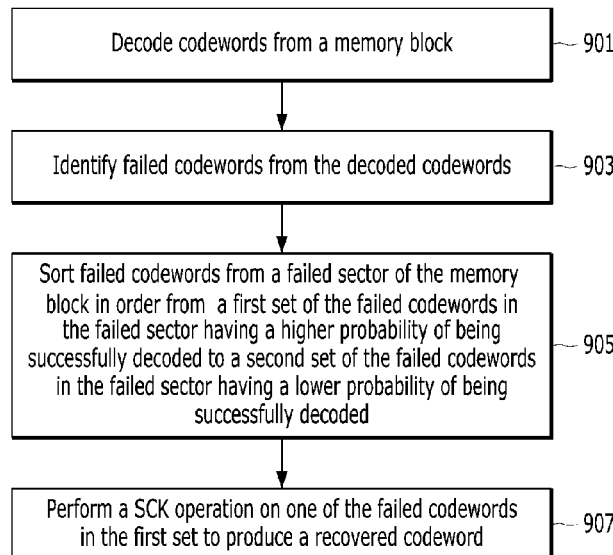 Decode codewords from a memory block
901
Identify failed codewords from the decoded codewords
903
Sort failed codewords from a failed sector of the memory
block in order from a first set of the failed codewords in
the failed sector having a higher probability of being
successfully decoded to a second set of the failed codewords
in the failed sector having a lower probability of being
successfully decoded
905
Perform a SCK operation on one of the failed codewords
in the first set to produce a recovered codeword
907